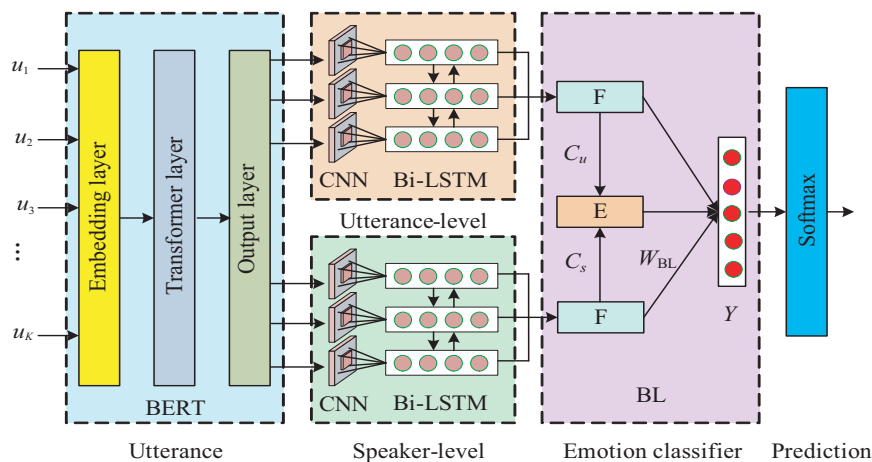 u1
u2
u3
...
uK
Embedding layer
Transformer layer
Output layer
BERT
Utterance
CNN
Bi-LSTM
Utterance-level
CNN
Bi-LSTM
Speaker-level
F
Cu
E
Cs
WBL
F
Y
BL
Emotion classifier
Softmax
Prediction